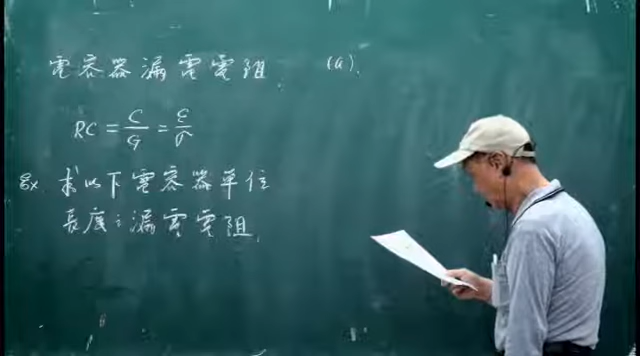 電容器漏電電阻
(a).
RC = C/G = ε/σ
Ex 求以下電容器單位
長度之漏電電阻.